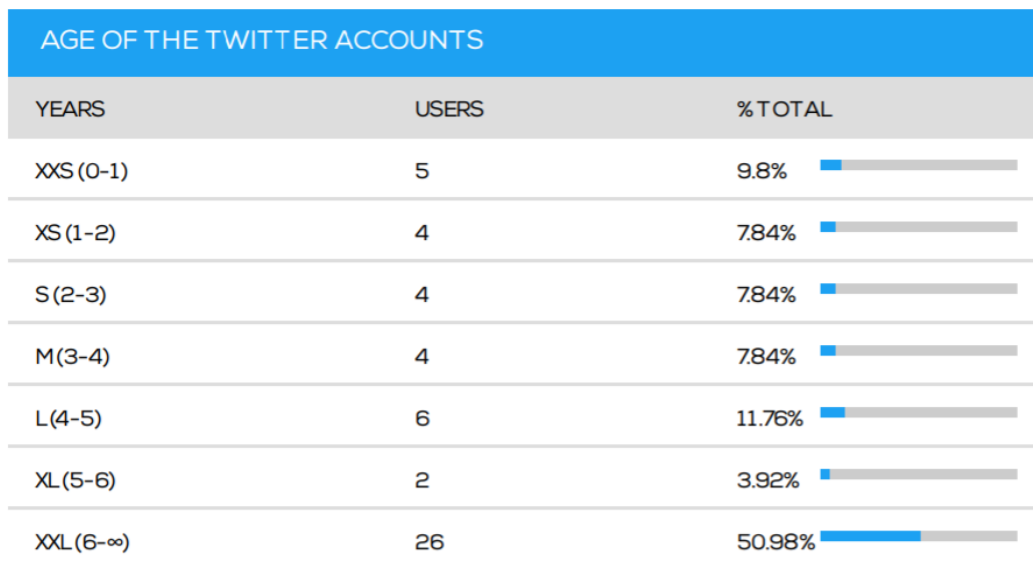 AGE OF THE TWITTER ACCOUNTS
YEARS USERS % TOTAL
XXS (0-1) 5 9.8%
XS (1-2) 4 7.84%
S (2-3) 4 7.84%
M (3-4) 4 7.84%
L (4-5) 6 11.76%
XL (5-6) 2 3.92%
XXL (6-∞) 26 50.98%